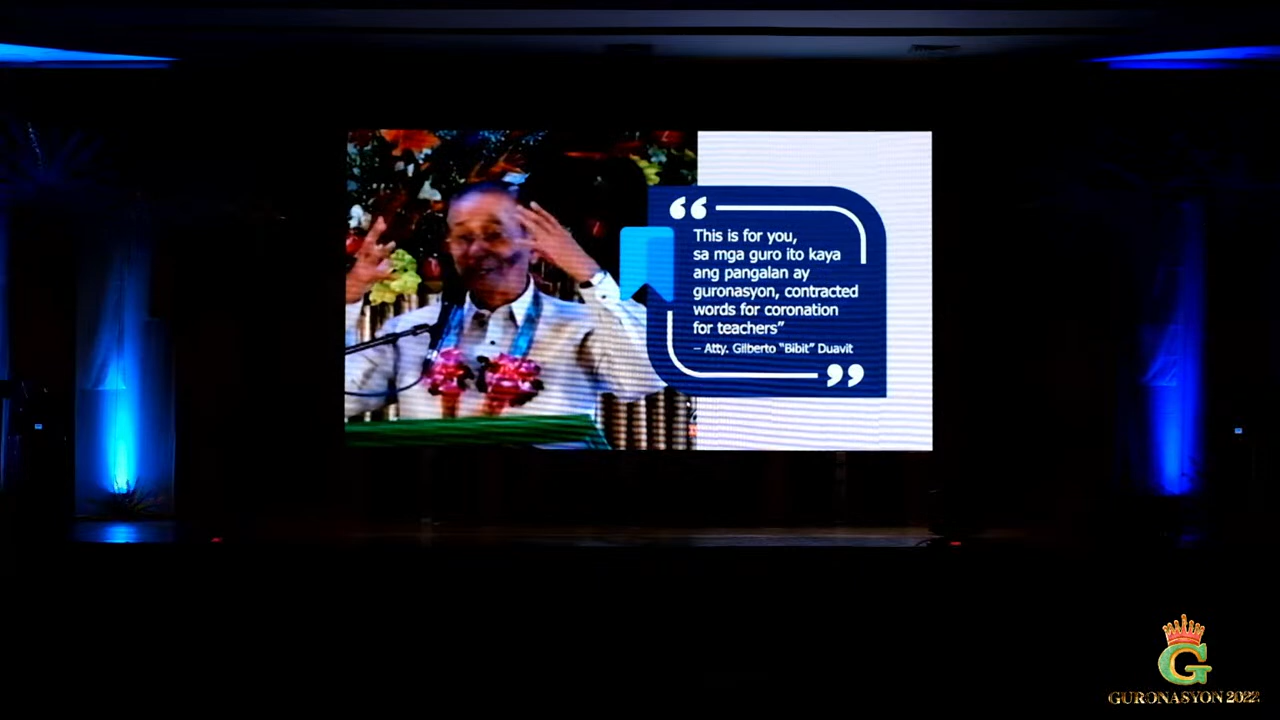 “ This is for you,
sa mga guro ito kaya
ang pangalan ay
guronasyon, contracted
words for coronation
for teachers”
– Atty. Gilberto “Bibit” Duavit
”
G
GURONASYON 2022